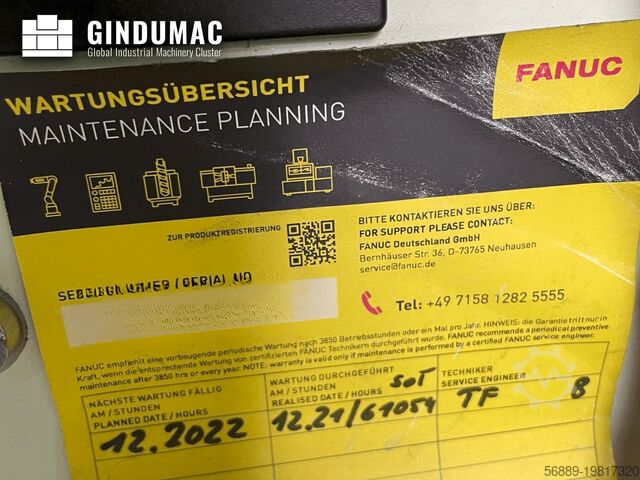 GINDUMAC
Global Industrial Machinery Cluster
FANUC
WARTUNGSÜBERSICHT
MAINTENANCE PLANNING
ZUR PRODUKTREGISTRIERUNG
BITTE KONTAKTIEREN SIE UNS ÜBER:
FOR SUPPORT PLEASE CONTACT:
FANUC Deutschland GmbH
Bernhäuser Str. 36, D-73765 Neuhausen
service@fanuc.de
Tel: +49 7158 1282 5555
FANUC empfiehlt eine vorbeugende periodische Wartung nach 3850 Betriebsstunden oder ein Mal pro Jahr. HINWEIS: die Garantie tritt nur in
Kraft, wenn die entsprechende Wartung von zertifizierten FANUC Technikern durchgeführt wurde. FANUC recommends a periodical preventive
maintenance after 3850 hrs or every year. NOTE: warranty is valid only if maintenance is performed by a certified FANUC service engineer.
NÄCHSTE WARTUNG FÄLLIG
AM / STUNDEN
PLANNED DATE / HOURS
12.2022
WARTUNG DURCHGEFÜHRT
AM / STUNDEN
REALISED DATE / HOURS
12.21/61054
TECHNIKER
SERVICE ENGINEER
TF
56889-19817320